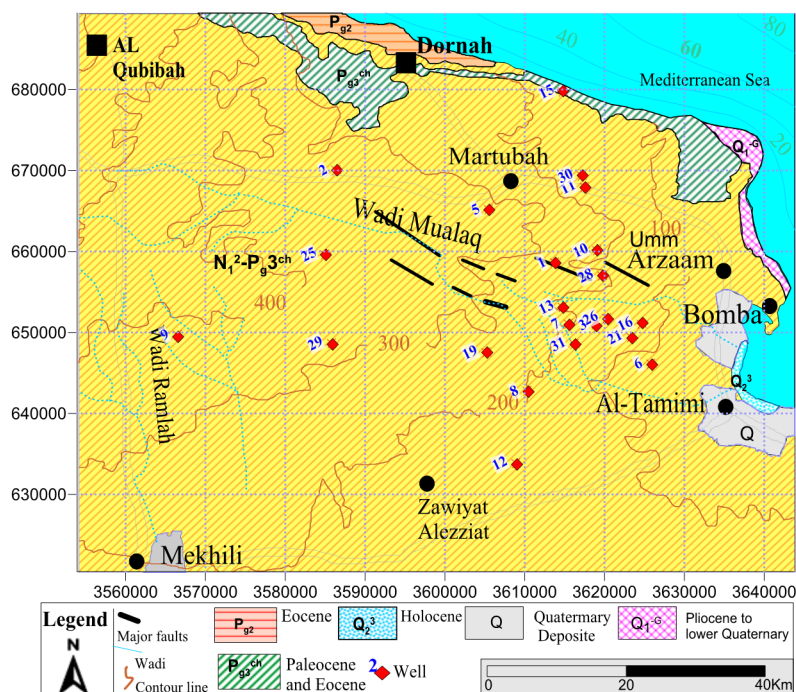 Pg2
AL
Qubibah
Dornah
40
60
80
Mediterranean Sea
20
Pg3ch
680000
15
Q1-G
670000
2
Martubah
30
11
5
Wadi Mualaq
100
660000
25
N1²-Pg3ch
10
1
28
Umm
Arzaam
400
13
7
326
16
Bomba
650000
9
Wadi Ramlah
29
300
19
31
21
6
Q2³
8
200
Al-Tamimi
640000
Q
12
630000
Zawiyat
Alezziat
Mekhili
3560000
3570000
3580000
3590000
3600000
3610000
3620000
3630000
3640000
Legend
Major faults
Wadi
Contour line
N
Pg2
Eocene
Q2³
Holocene
Q
Quaternary
Deposite
Q1-G
Pliocene to
lower Quaternary
Pg3ch
Paleocene
and Eocene
2
Well
0
20
40Km